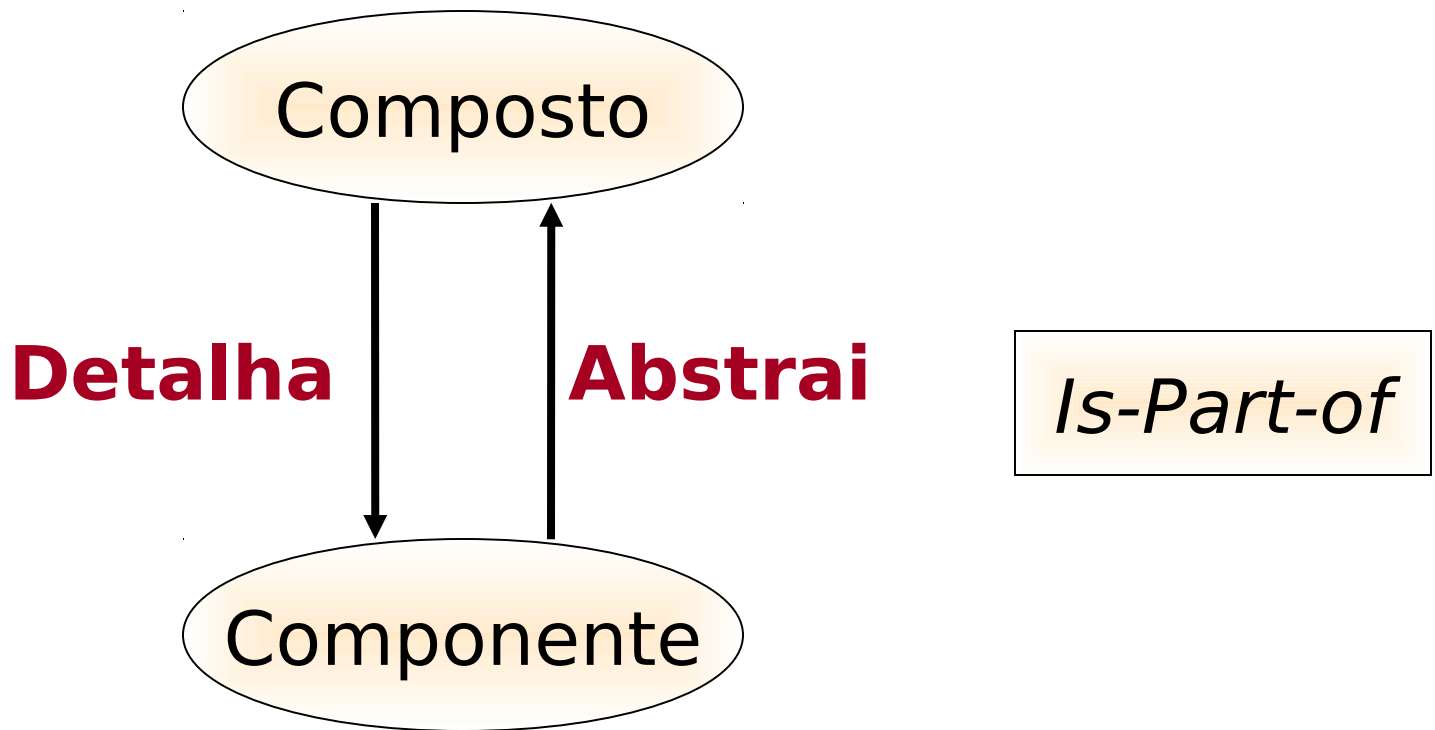 Composto
Detalha
Abstrai
Is-Part-of
Componente